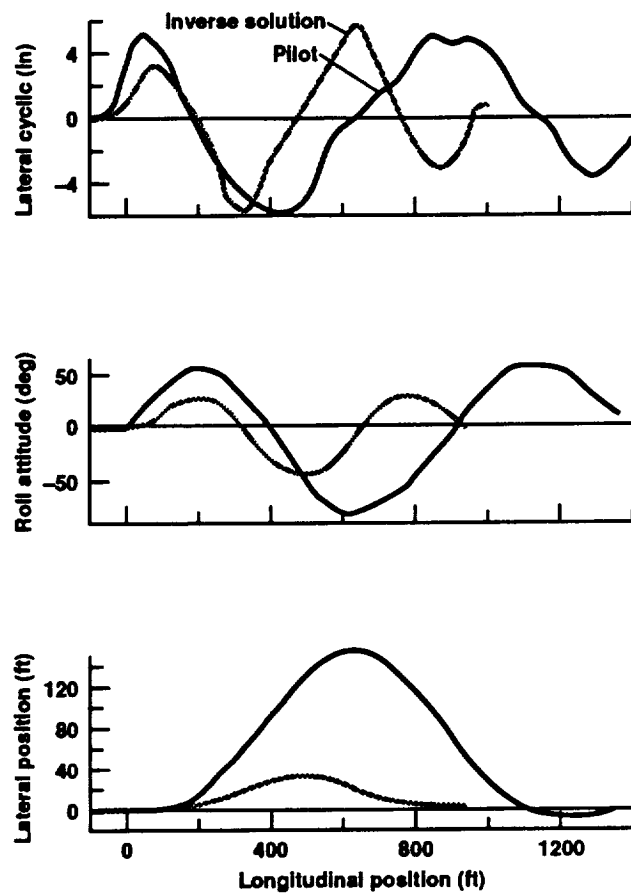 Inverse solution
Pilot
Lateral cyclic (in)
4
0
−4
Roll attitude (deg)
50
0
−50
Lateral position (ft)
120
80
40
0
0 400 800 1200
Longitudinal position (ft)